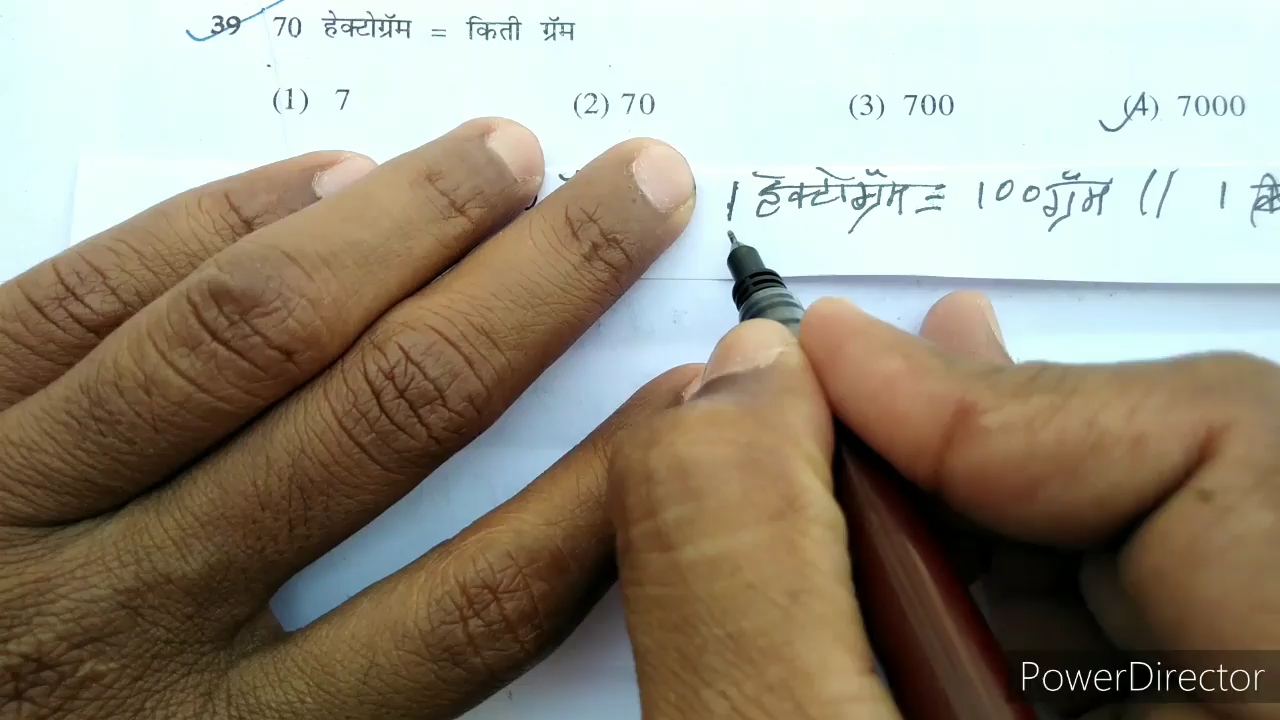 39 70 हेक्टोग्रॅम = किती ग्रॅम
(1) 7 (2) 70 (3) 700 (4) 7000
1 हेक्टोग्रॅम = 100 ग्रॅम // 1
PowerDirector